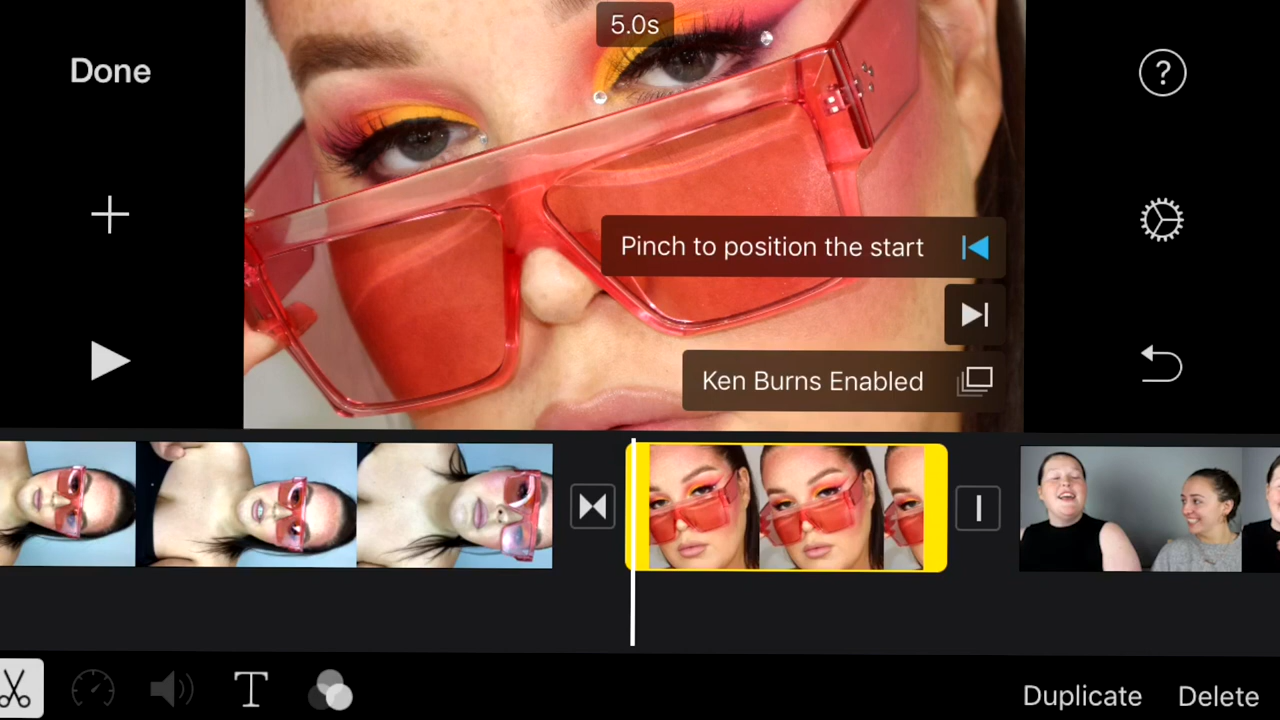 5.0s
Done
?
Pinch to position the start
Ken Burns Enabled
T
Duplicate
Delete